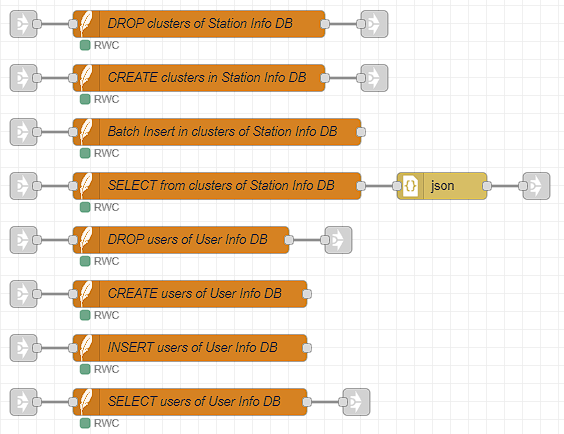 DROP clusters of Station Info DB
RWC
CREATE clusters in Station Info DB
RWC
Batch Insert in clusters of Station Info DB
RWC
SELECT from clusters of Station Info DB
{} json
RWC
DROP users of User Info DB
RWC
CREATE users of User Info DB
RWC
INSERT users of User Info DB
RWC
SELECT users of User Info DB
RWC